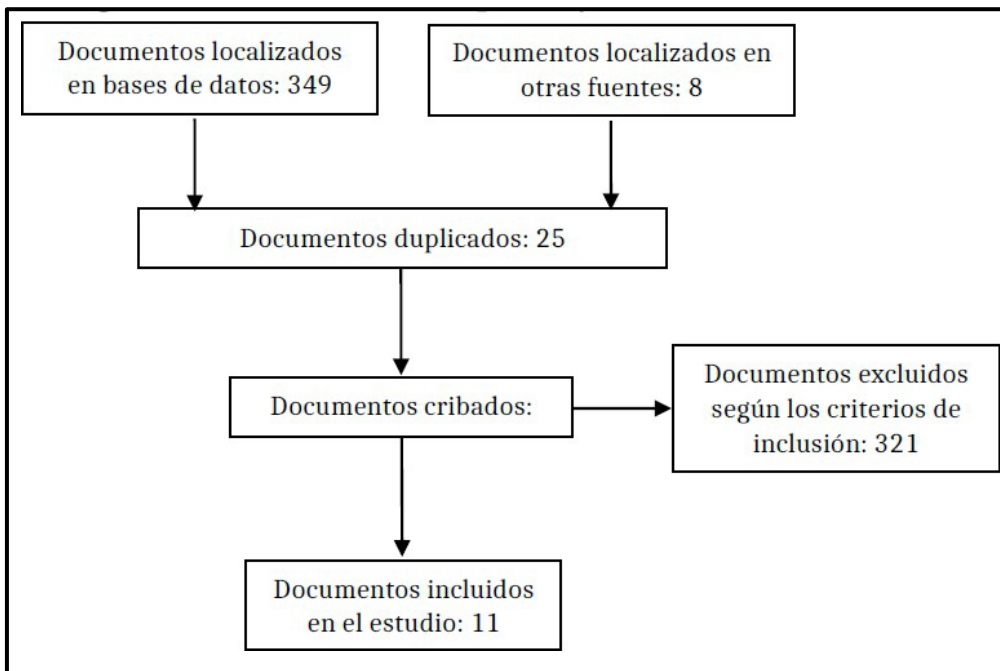 Documentos localizados
en bases de datos: 349
Documentos localizados en
otras fuentes: 8
Documentos duplicados: 25
Documentos cribados:
Documentos excluidos
según los criterios de
inclusión: 321
Documentos incluidos
en el estudio: 11